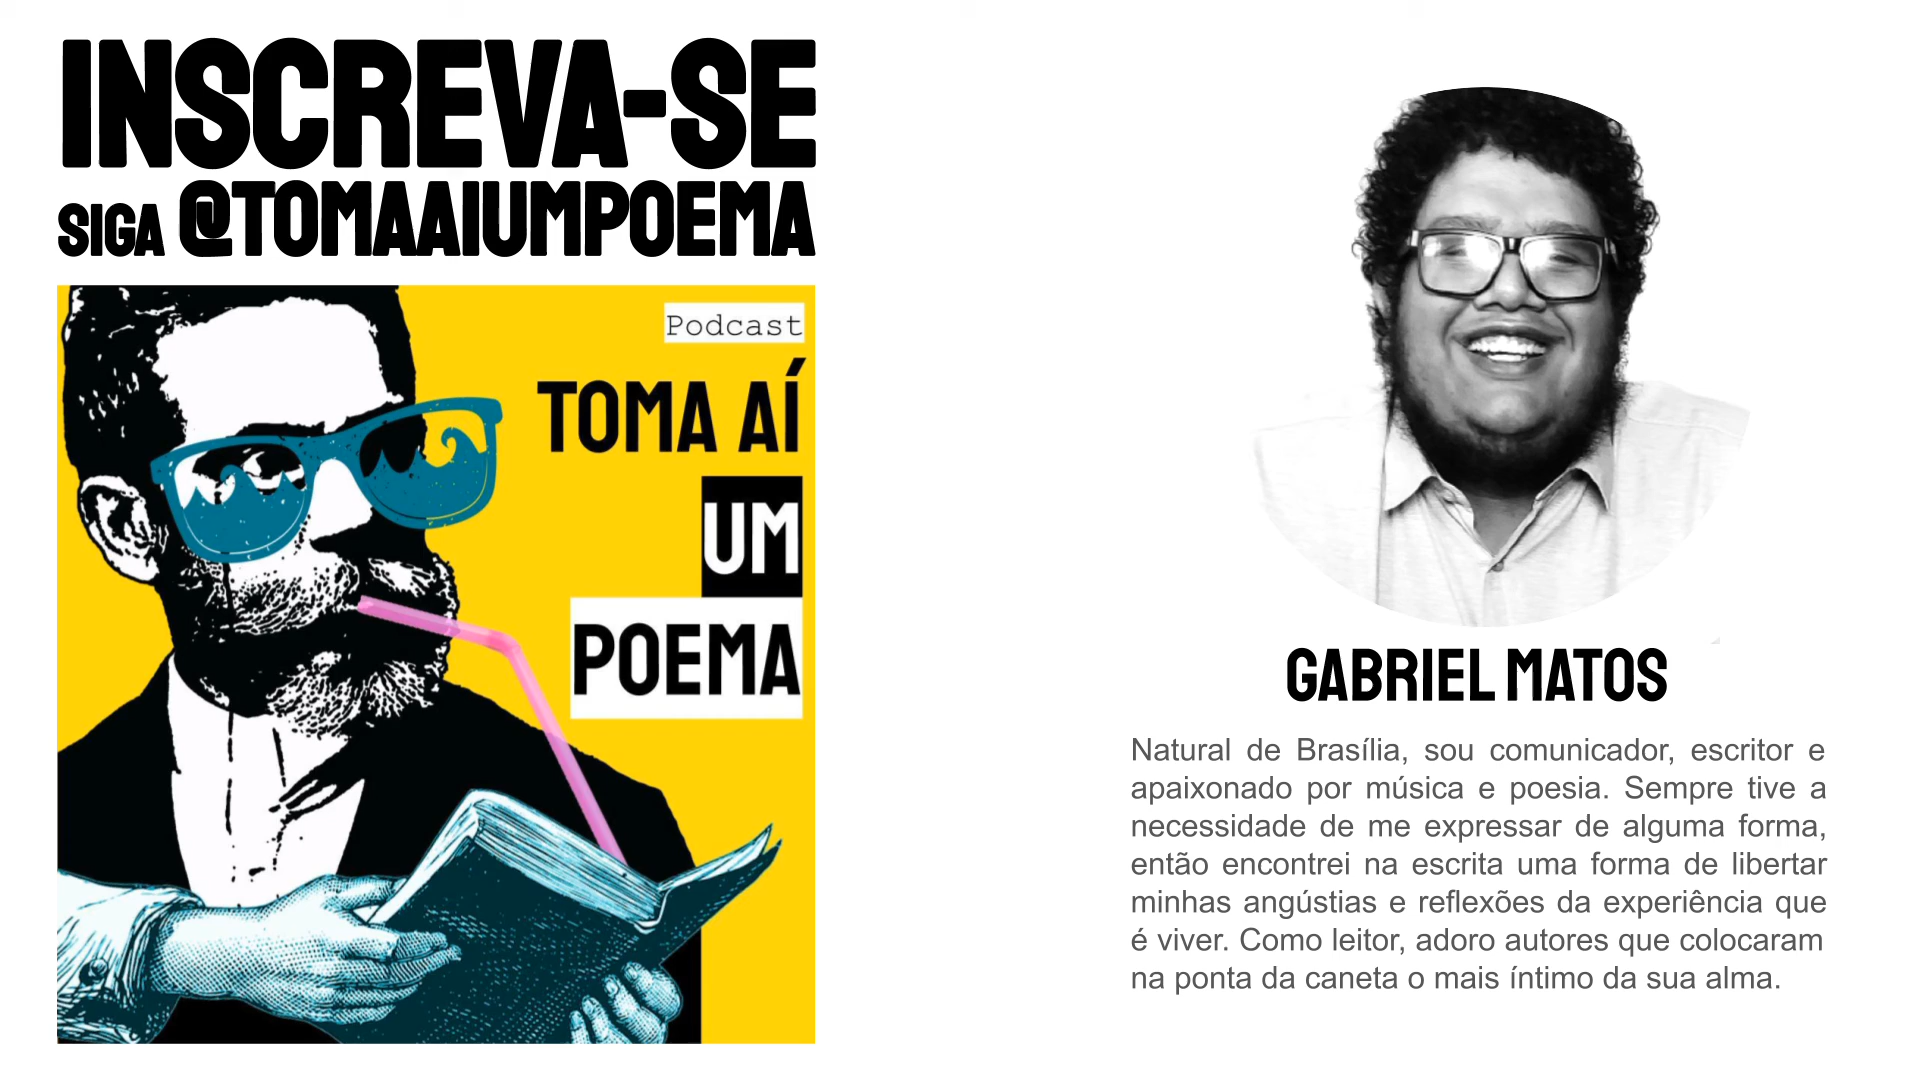 INSCREVA-SE
SIGA @TOMAAIUMPOEMA
Podcast
TOMA AÍ
UM
POEMA
GABRIEL MATOS
Natural de Brasília, sou comunicador, escritor e
apaixonado por música e poesia. Sempre tive a
necessidade de me expressar de alguma forma,
então encontrei na escrita uma forma de libertar
minhas angústias e reflexões da experiência que
é viver. Como leitor, adoro autores que colocaram
na ponta da caneta o mais íntimo da sua alma.